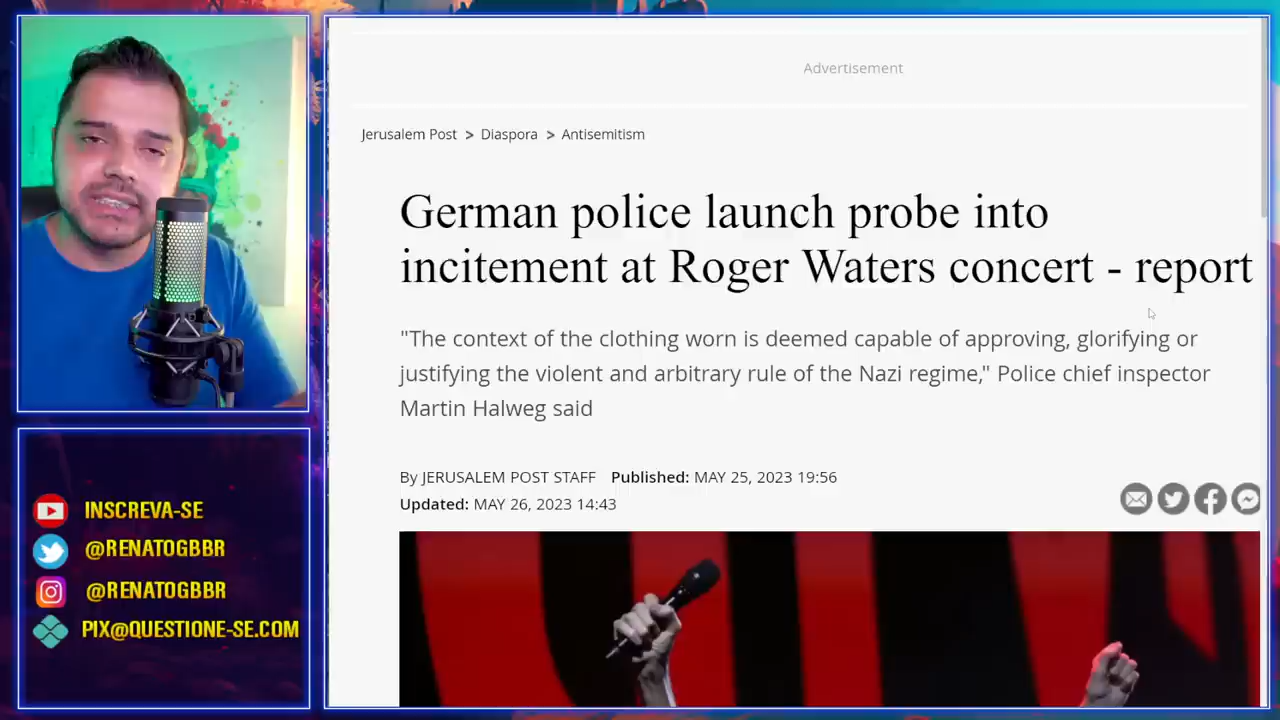 Advertisement
Jerusalem Post > Diaspora > Antisemitism
German police launch probe into
incitement at Roger Waters concert - report
"The context of the clothing worn is deemed capable of approving, glorifying or
justifying the violent and arbitrary rule of the Nazi regime," Police chief inspector
Martin Halweg said
By JERUSALEM POST STAFF Published: MAY 25, 2023 19:56
Updated: MAY 26, 2023 14:43
INSCREVA-SE
@RENATOGBBR
@RENATOGBBR
PIX@QUESTIONE-SE.COM